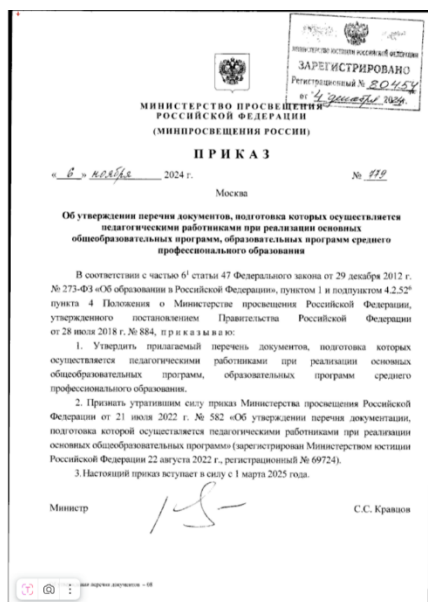 МИНИСТЕРСТВО ЮСТИЦИИ РОССИЙСКОЙ ФЕДЕРАЦИИ
ЗАРЕГИСТРИРОВАНО
Регистрационный № 80454
от "4" декабря 2024.
МИНИСТЕРСТВО ПРОСВЕЩЕНИЯ
РОССИЙСКОЙ ФЕДЕРАЦИИ
(МИНПРОСВЕЩЕНИЯ РОССИИ)
ПРИКАЗ
« 6 » ноября 2024 г.
№ 779
Москва
Об утверждении перечня документов, подготовка которых осуществляется
педагогическими работниками при реализации основных
общеобразовательных программ, образовательных программ среднего
профессионального образования
В соответствии с частью 6¹ статьи 47 Федерального закона от 29 декабря 2012 г.
№ 273-ФЗ «Об образовании в Российской Федерации», пунктом 1 и подпунктом 4.2.52⁶
пункта 4 Положения о Министерстве просвещения Российской Федерации,
утвержденного постановлением Правительства Российской Федерации
от 28 июля 2018 г. № 884, приказываю:
1. Утвердить прилагаемый перечень документов, подготовка которых
осуществляется педагогическими работниками при реализации основных
общеобразовательных программ, образовательных программ среднего
профессионального образования.
2. Признать утратившим силу приказ Министерства просвещения Российской
Федерации от 21 июля 2022 г. № 582 «Об утверждении перечня документации,
подготовка которой осуществляется педагогическими работниками при реализации
основных общеобразовательных программ» (зарегистрирован Министерством юстиции
Российской Федерации 22 августа 2022 г., регистрационный № 69724).
3. Настоящий приказ вступает в силу с 1 марта 2025 года.
Министр
С.С. Кравцов
перечня документов – 08